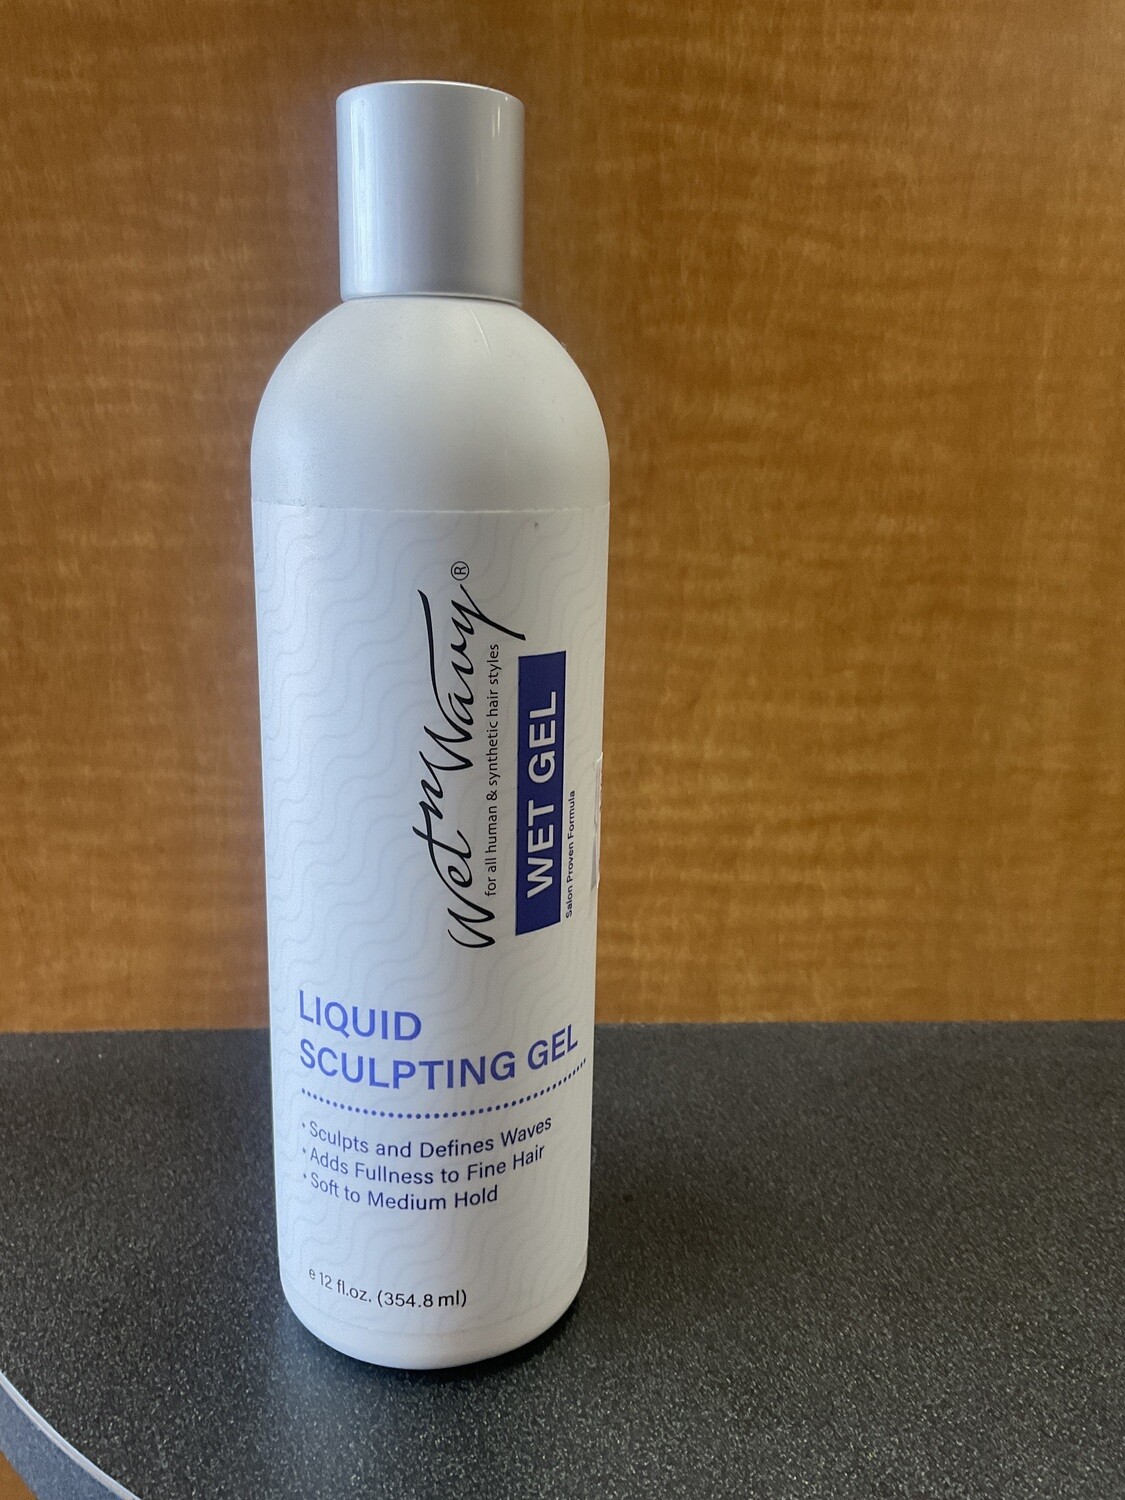 Wet n Wavy®
for all human & synthetic hair styles
WET GEL
Salon Proven Formula
LIQUID
SCULPTING GEL
• Sculpts and Defines Waves
• Adds Fullness to Fine Hair
• Soft to Medium Hold
e 12 fl.oz. (354.8 ml)